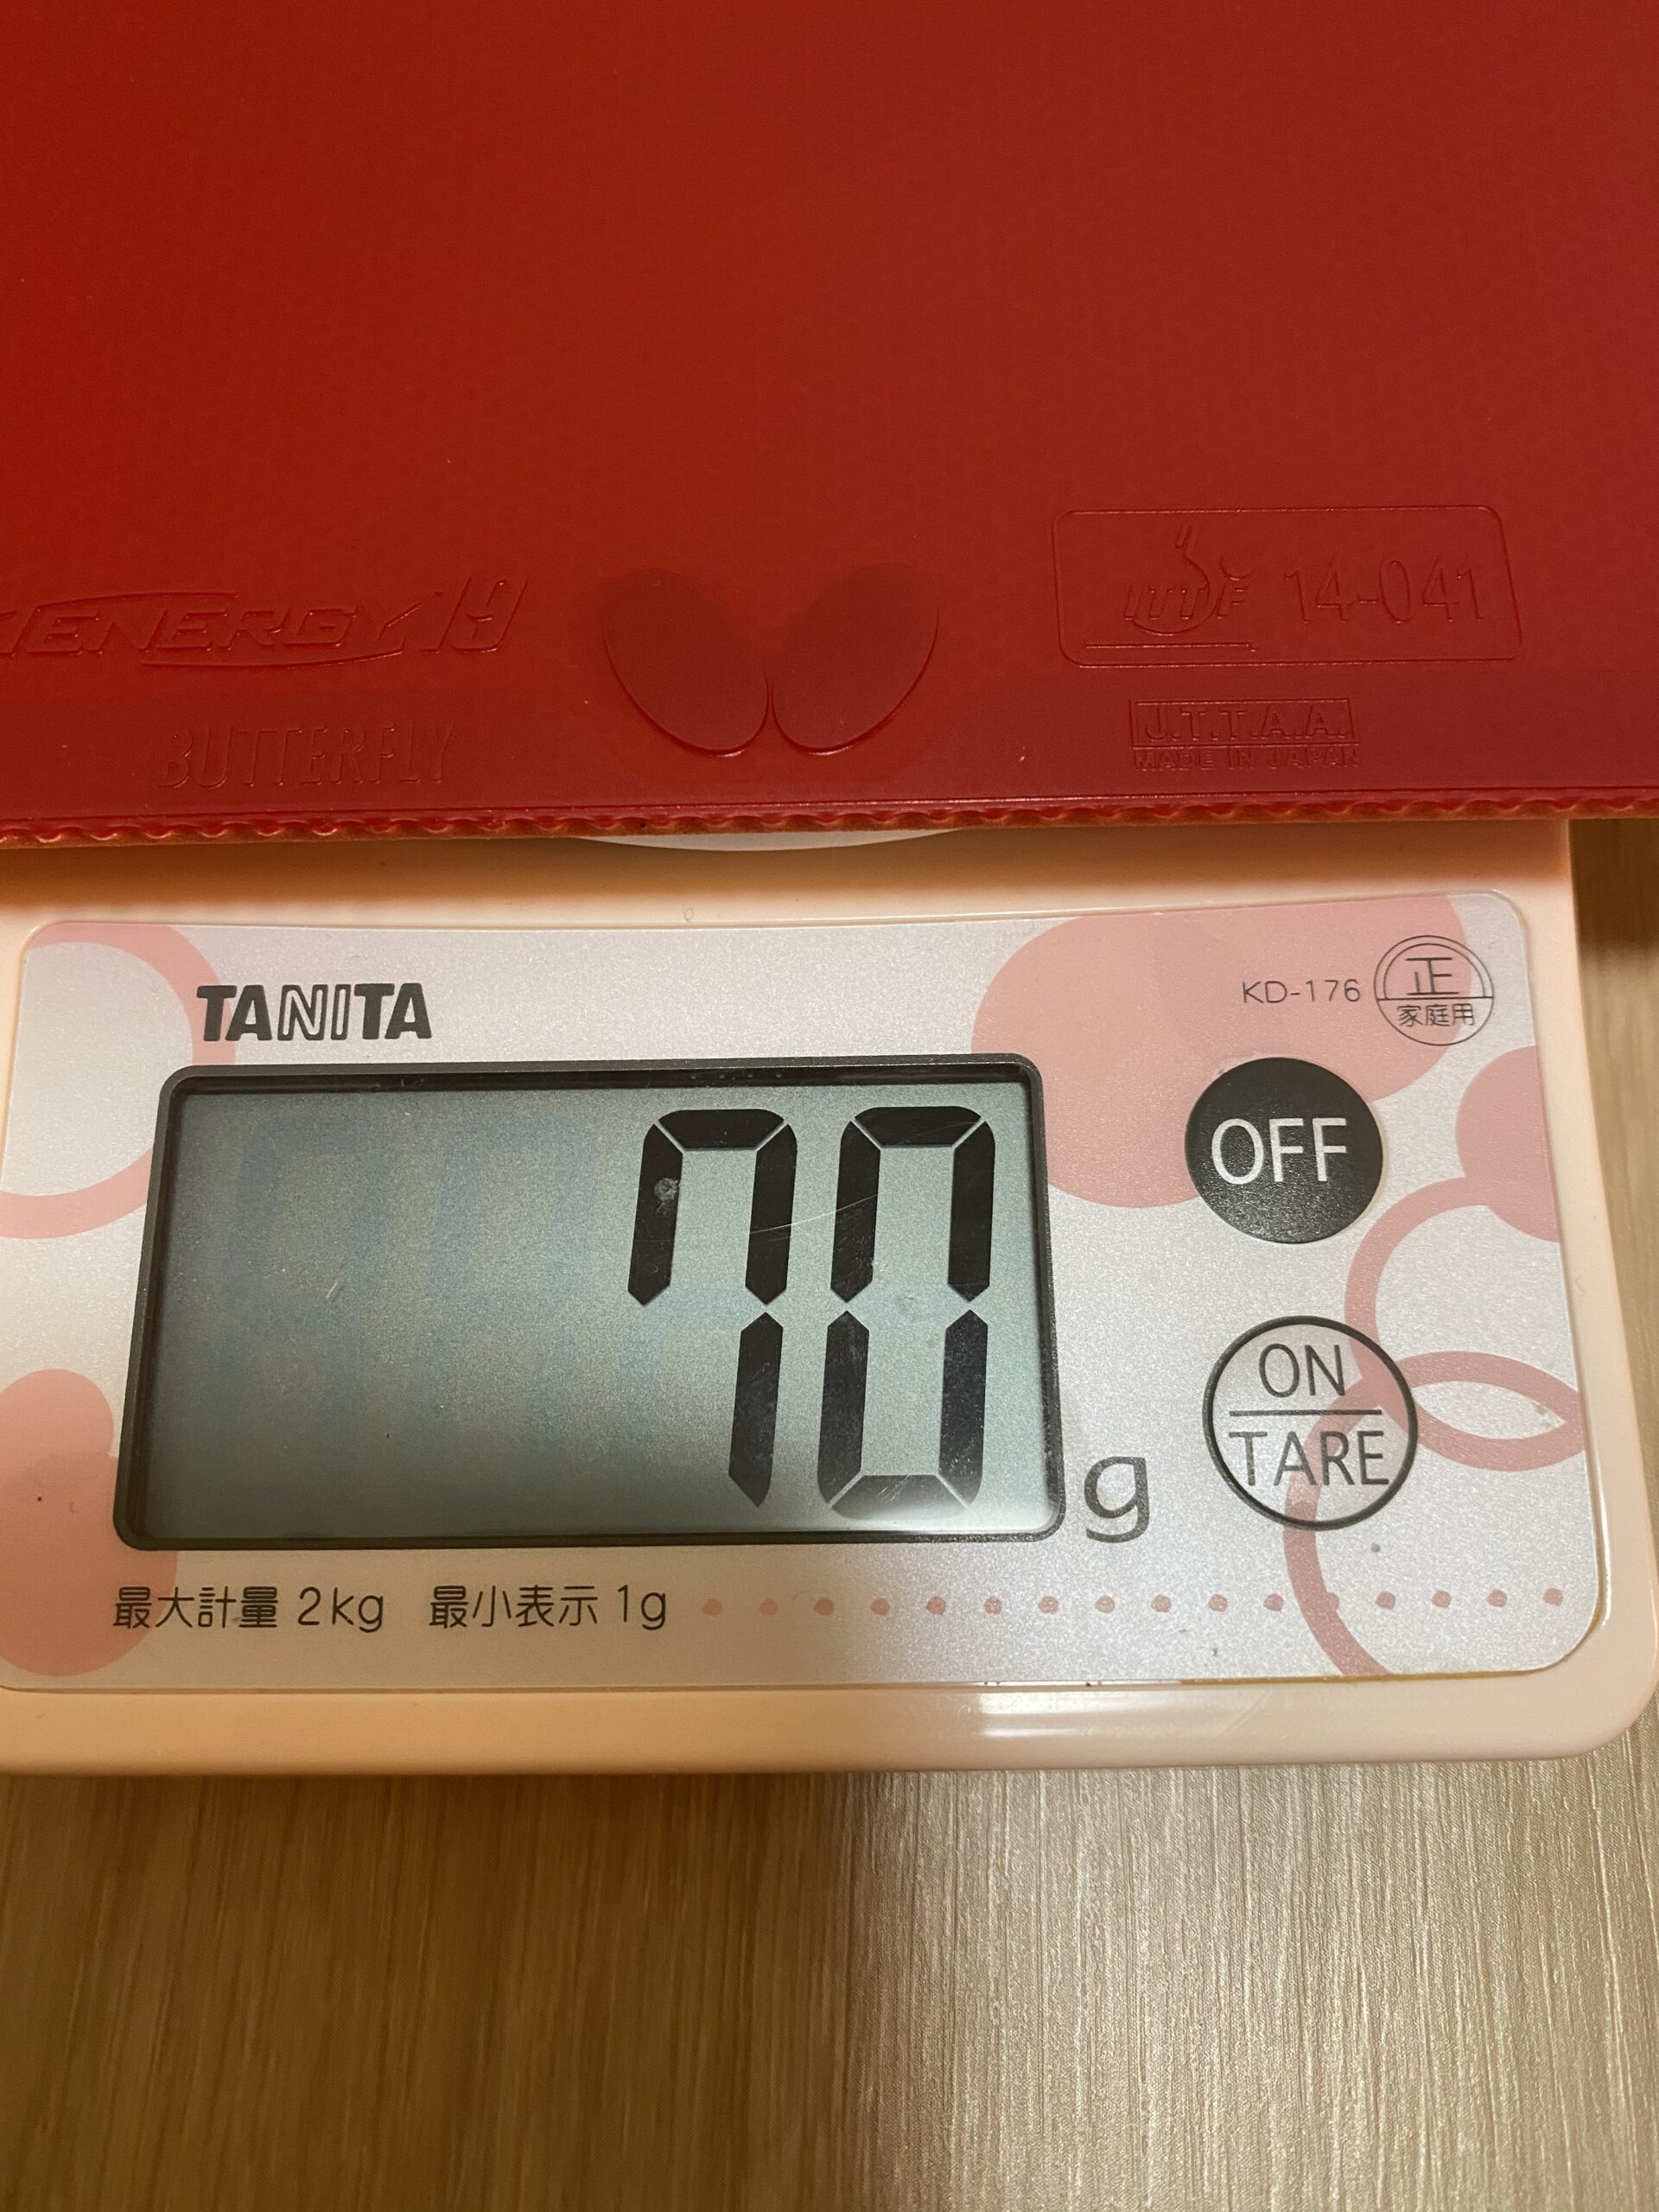 TENERGY 19
ITTF 14-041
BUTTERFLY
J.T.T.A.A.
MADE IN JAPAN
TANITA
KD-176
正
家庭用
OFF
70
g
ON
TARE
最大計量 2kg 最小表示 1g